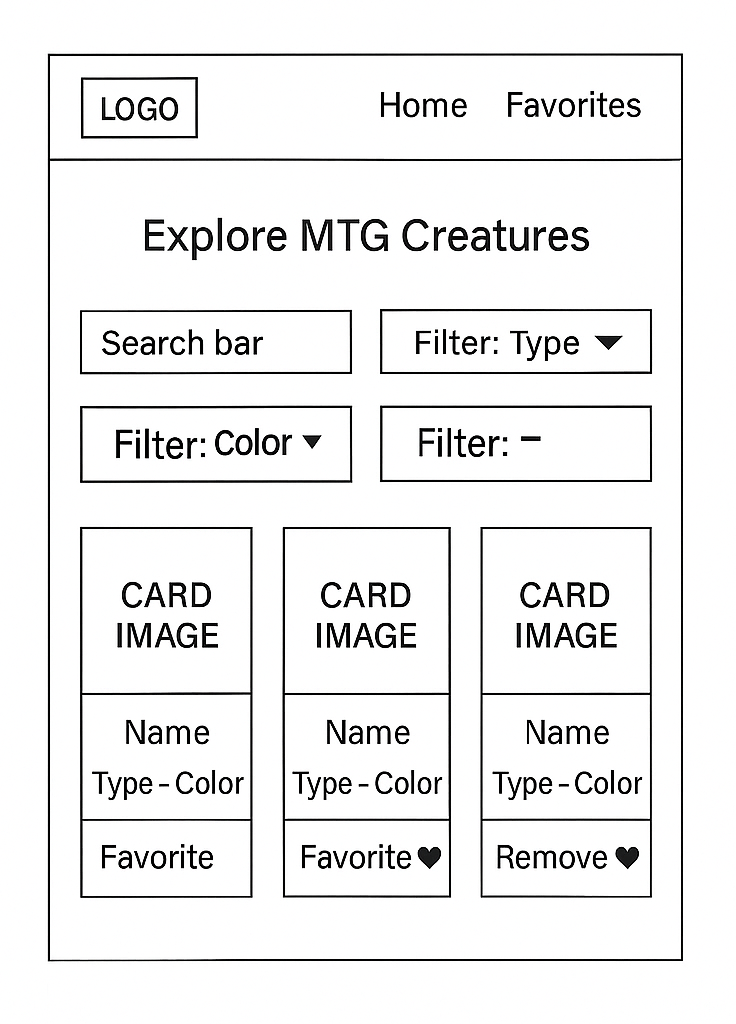 LOGO
Home
Favorites
Explore MTG Creatures
Search bar
Filter: Type
Filter: Color
Filter: –
CARD
IMAGE
Name
Type – Color
Favorite
CARD
IMAGE
Name
Type – Color
Favorite ♥
CARD
IMAGE
Name
Type – Color
Remove ♥